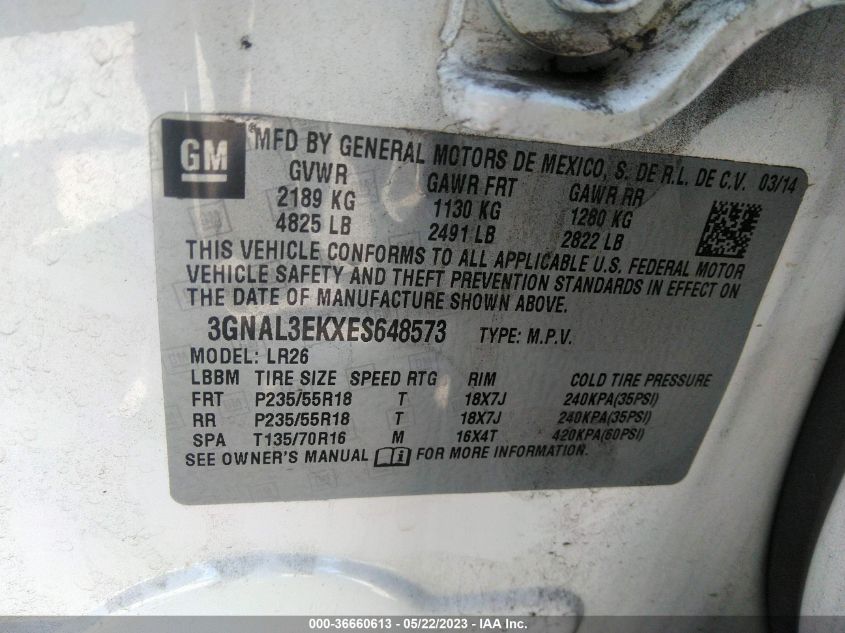 GM
MFD BY GENERAL MOTORS DE MEXICO, S. DE R.L. DE C.V. 03/14
GVWR GAWR FRT GAWR RR
2189 KG 1130 KG 1280 KG
4825 LB 2491 LB 2822 LB
THIS VEHICLE CONFORMS TO ALL APPLICABLE U.S. FEDERAL MOTOR
VEHICLE SAFETY AND THEFT PREVENTION STANDARDS IN EFFECT ON
THE DATE OF MANUFACTURE SHOWN ABOVE.
3GNAL3EKXES648573 TYPE: M.P.V.
MODEL: LR26
LBBM TIRE SIZE SPEED RTG RIM COLD TIRE PRESSURE
FRT P235/55R18 T 18X7J 240KPA(35PSI)
RR P235/55R18 T 18X7J 240KPA(35PSI)
SPA T135/70R16 M 16X4T 420KPA(60PSI)
SEE OWNER'S MANUAL FOR MORE INFORMATION.
000-36660613 - 05/22/2023 - IAA Inc.